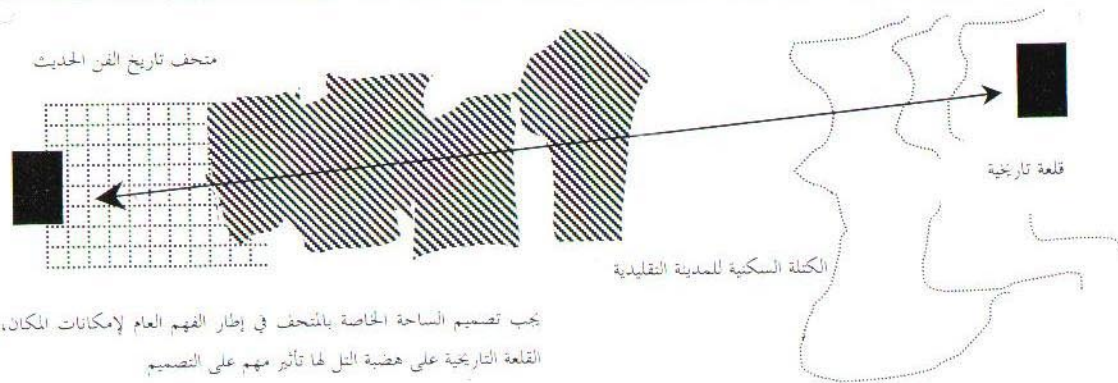 متحف تاريخ الفن الحديث
قلعة تاريخية
الكتلة السكنية للمدينة التقليدية
يجب تصميم الساحة الخاصة بالمتحف في إطار الفهم العام لإمكانات المكان،
القلعة التاريخية على هضبة التل لها تأثير مهم على التصميم